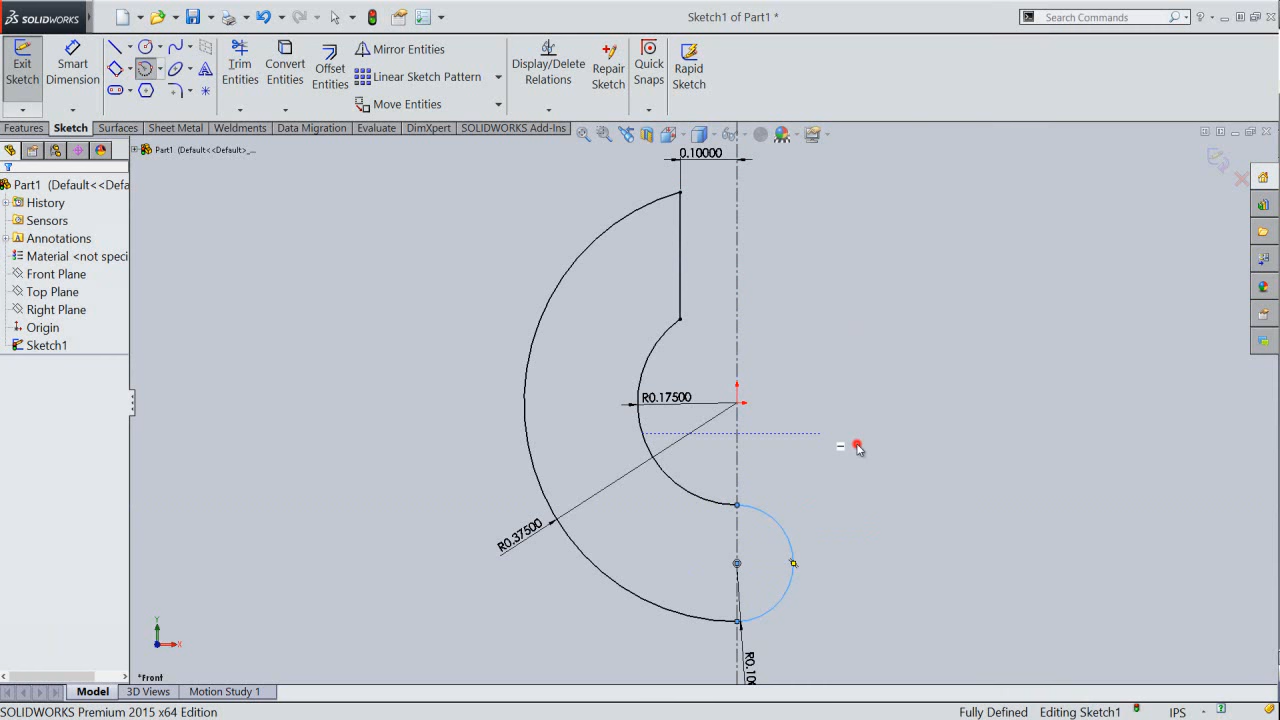 SOLIDWORKS
Sketch1 of Part1 *
Search Commands
Exit Sketch
Smart Dimension
Trim Entities
Convert Entities
Offset Entities
Mirror Entities
Linear Sketch Pattern
Move Entities
Display/Delete Relations
Repair Sketch
Quick Snaps
Rapid Sketch
Features Sketch Surfaces Sheet Metal Weldments Data Migration Evaluate DimXpert SOLIDWORKS Add-Ins
Part1 (Default<<Default>_...
Part1 (Default<<Defa
History
Sensors
Annotations
Material <not speci
Front Plane
Top Plane
Right Plane
Origin
Sketch1
0.10000
R0.17500
R0.37500
R0.100
Y
X
*Front
Model 3D Views Motion Study 1
SOLIDWORKS Premium 2015 x64 Edition
Fully Defined Editing Sketch1 IPS